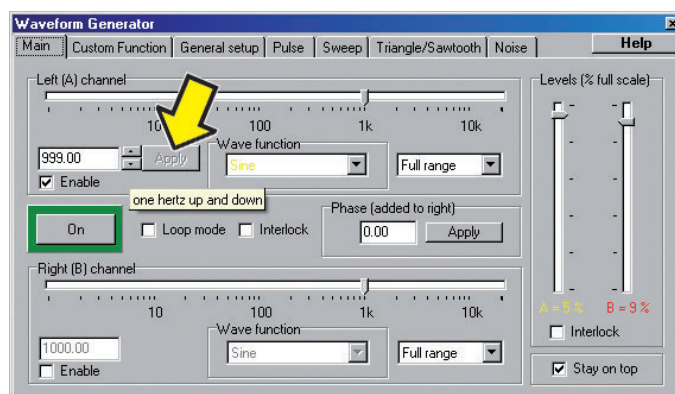 Waveform Generator
Main Custom Function General setup Pulse Sweep Triangle/Sawtooth Noise Help
Left (A) channel
10 100 1k 10k
999.00 Apply
Wave function
Sine
Full range
Enable
one hertz up and down
On
Loop mode Interlock
Phase (added to right)
0.00 Apply
Right (B) channel
10 100 1k 10k
1000.00
Wave function
Sine
Full range
Enable
Levels (% full scale)
A = 5 % B = 9 %
Interlock
Stay on top